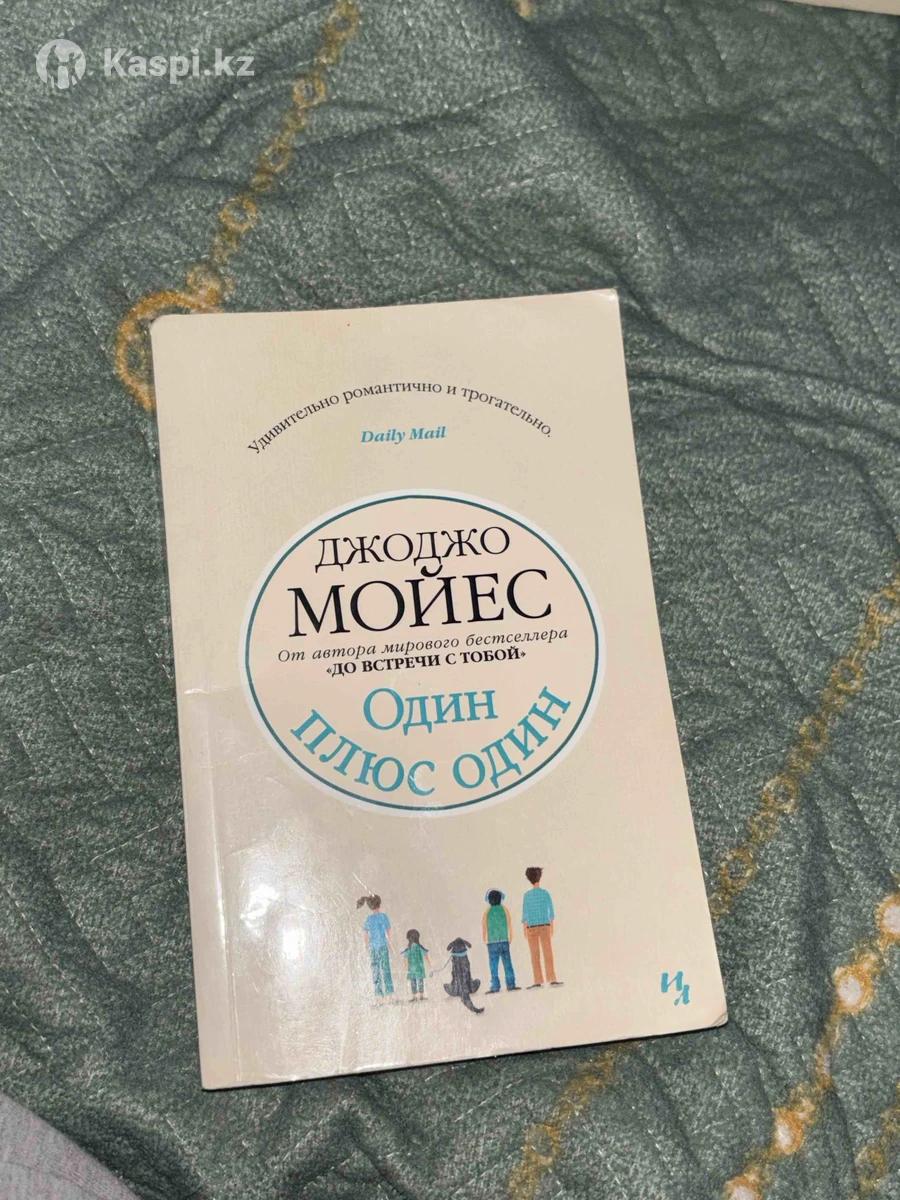 Kaspi.kz
Удивительно романтично и трогательно.
Daily Mail
ДЖОДЖО
МОЙЕС
От автора мирового бестселлера
«ДО ВСТРЕЧИ С ТОБОЙ»
Один
плюс один
ИЛ